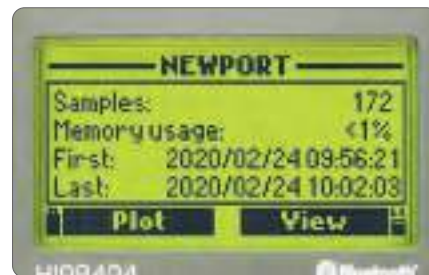 NEWPORT
Samples: 172
Memory usage: <1%
First: 2020/02/24 09:56:21
Last: 2020/02/24 10:02:03
Plot View